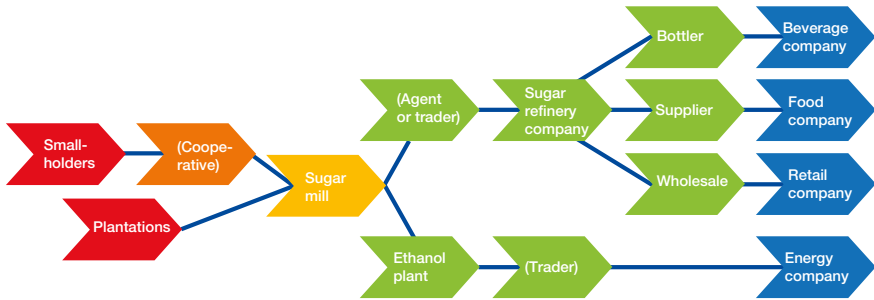 Small-
holders
(Coope-
rative)
Plantations
Sugar
mill
(Agent
or trader)
Sugar
refinery
company
Bottler
Beverage
company
Supplier
Food
company
Wholesale
Retail
company
Ethanol
plant
(Trader)
Energy
company